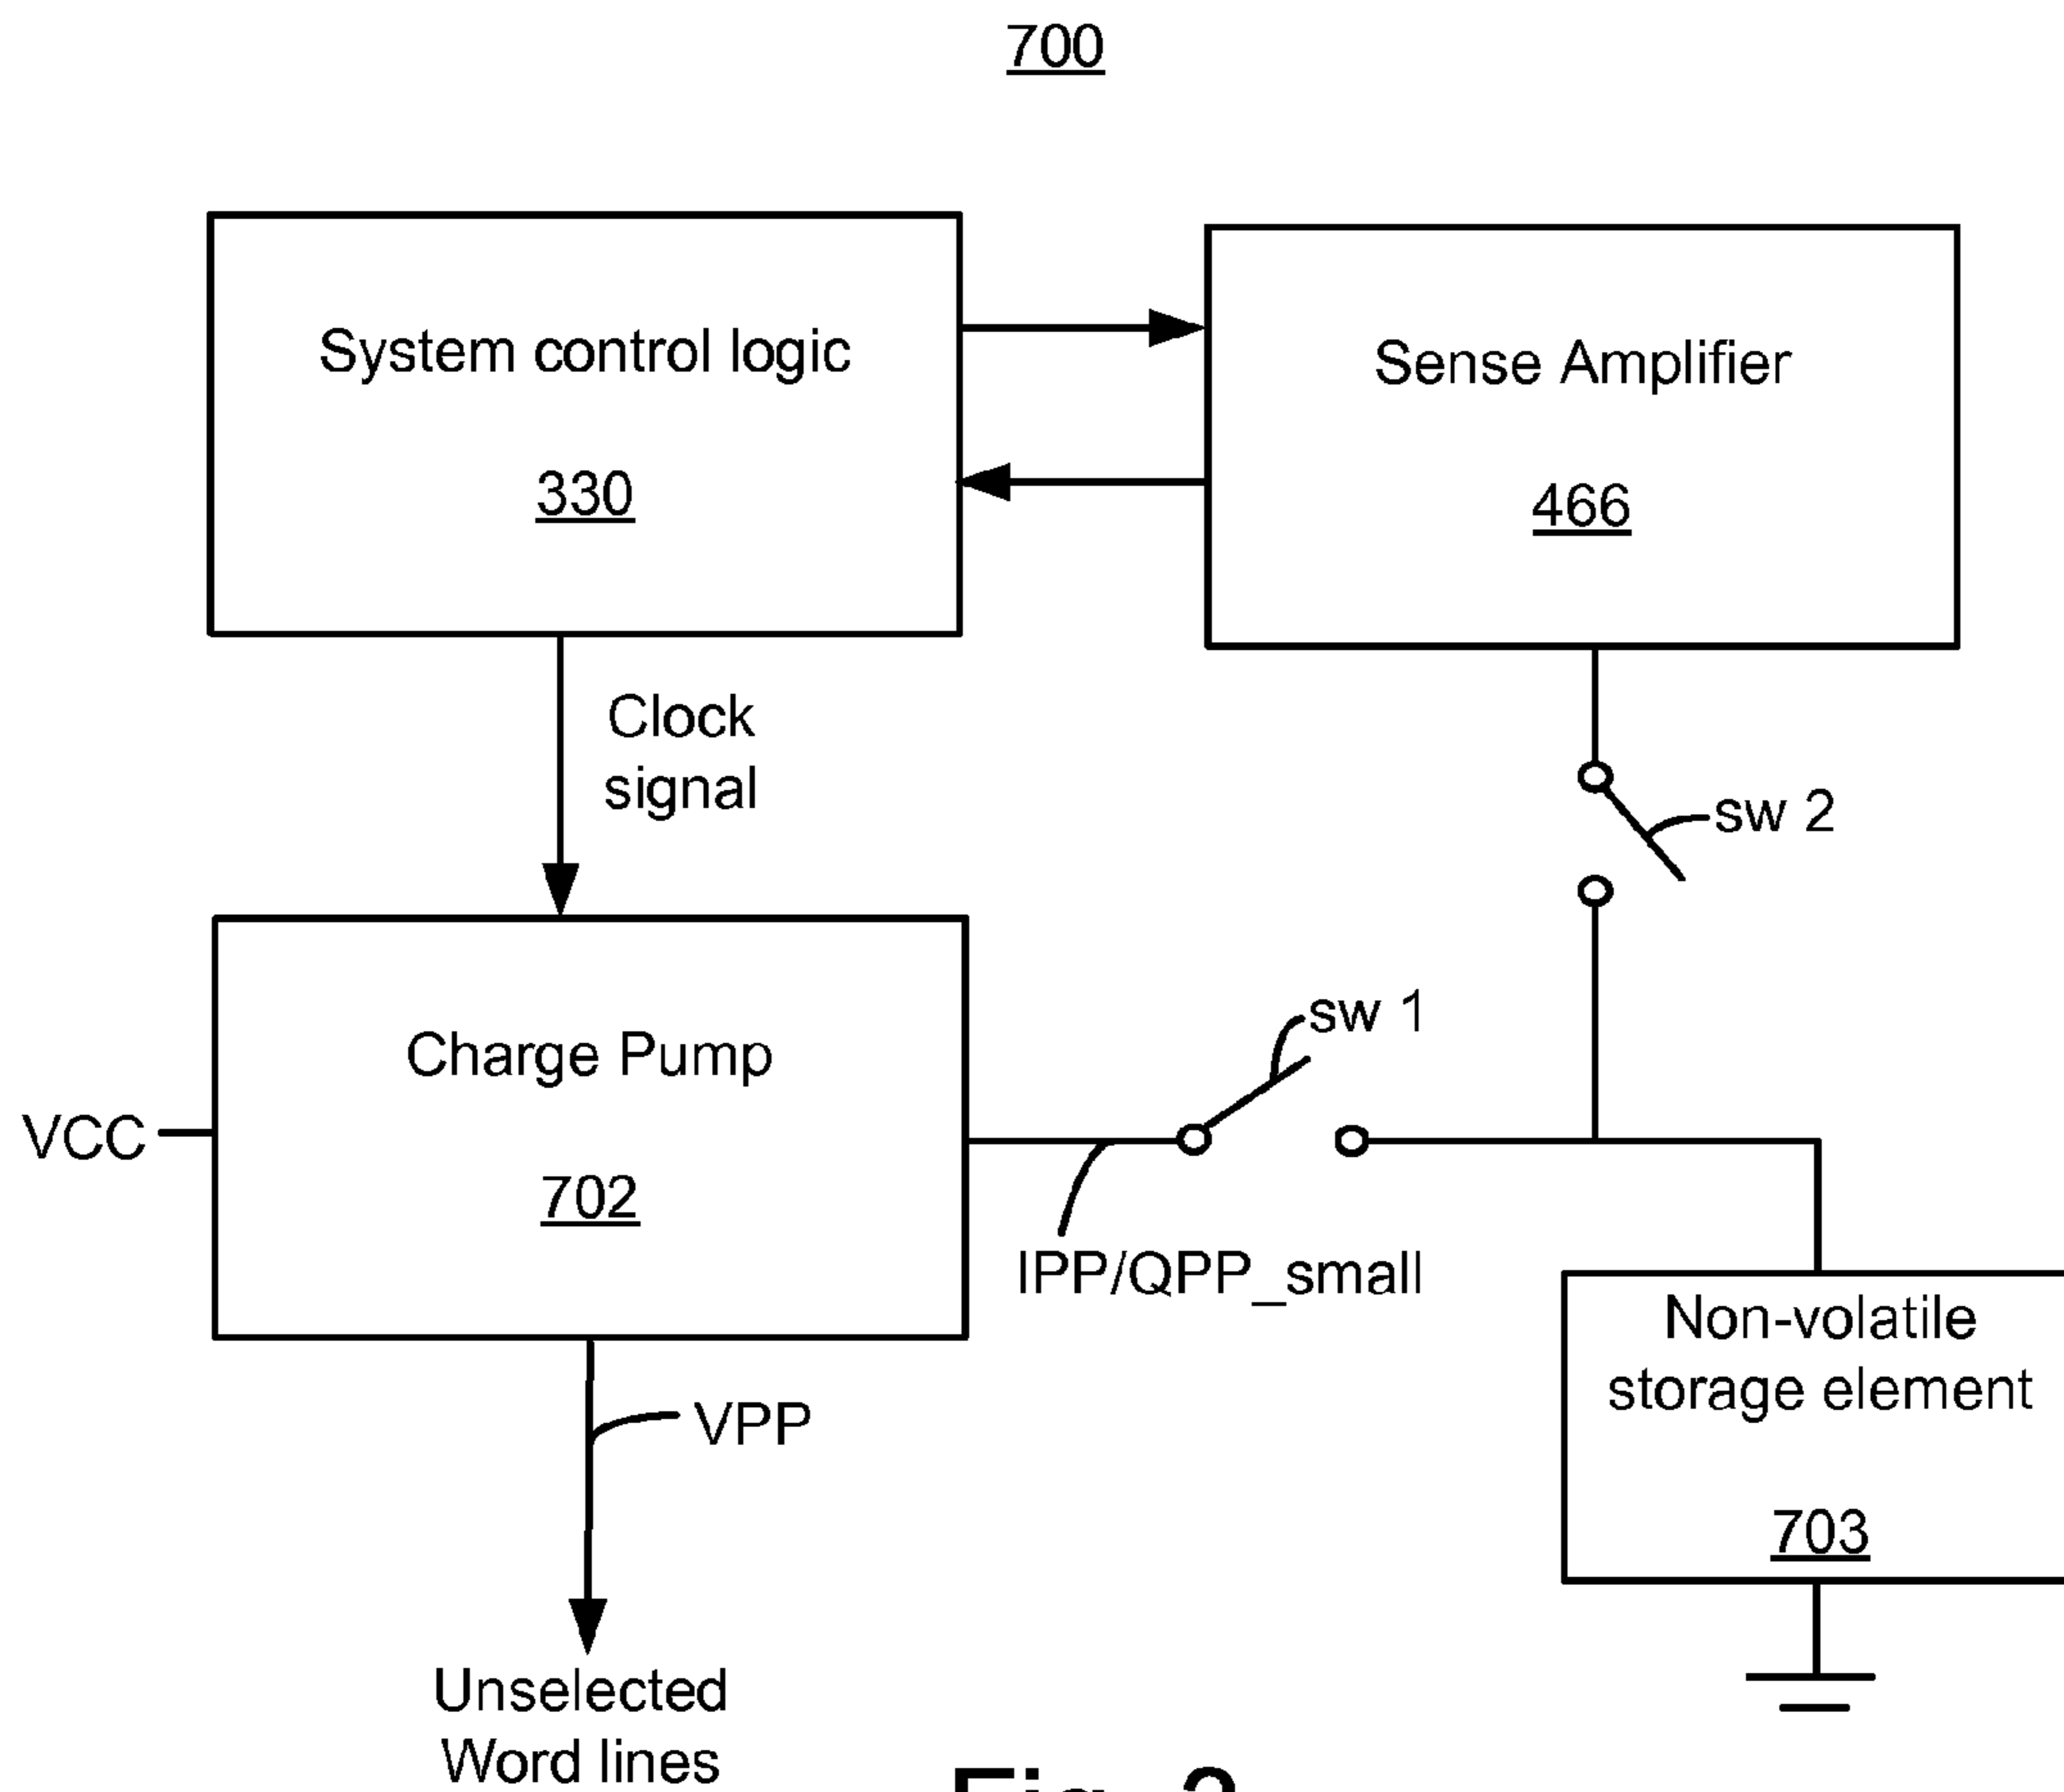 700
System control logic
330
Sense Amplifier
466
Clock
signal
sw 2
sw 1
Charge Pump
702
VCC
IPP/QPP_small
Non-volatile
storage element
703
VPP
Unselected
Word lines